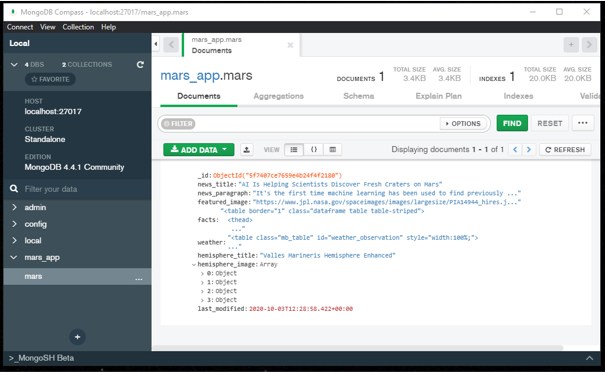 MongoDB Compass - localhost:27017/mars_app.mars
Connect View Collection Help
Local
4 DBS 2 COLLECTIONS
FAVORITE
HOST
localhost:27017
CLUSTER
Standalone
EDITION
MongoDB 4.4.1 Community
Filter your data
admin
config
local
mars_app
mars ...
mars_app.mars
Documents
mars_app.mars
DOCUMENTS 1 TOTAL SIZE 3.4KB AVG. SIZE 3.4KB INDEXES 1 TOTAL SIZE 20.0KB AVG. SIZE 20.0KB
Documents Aggregations Schema Explain Plan Indexes Valid
FILTER OPTIONS FIND RESET ...
ADD DATA VIEW {} Displaying documents 1 - 1 of 1 REFRESH
_id: ObjectId("5f7407ce7659e4b24f4f2180")
news_title: "AI Is Helping Scientists Discover Fresh Craters on Mars"
news_paragraph: "It's the first time machine learning has been used to find previously ..."
featured_image: "https://www.jpl.nasa.gov/spaceimages/images/largesize/PIA14944_hires.j..."
"<table border="1" class="dataframe table table-striped">
facts: <thead>
..."
"<table class="mb_table" id="weather_observation" style="width:100%;">
weather: ..."
hemisphere_title: "Valles Marineris Hemisphere Enhanced"
hemisphere_image: Array
0: Object
1: Object
2: Object
3: Object
last_modified: 2020-10-03T12:28:58.422+00:00
>_MongoSH Beta